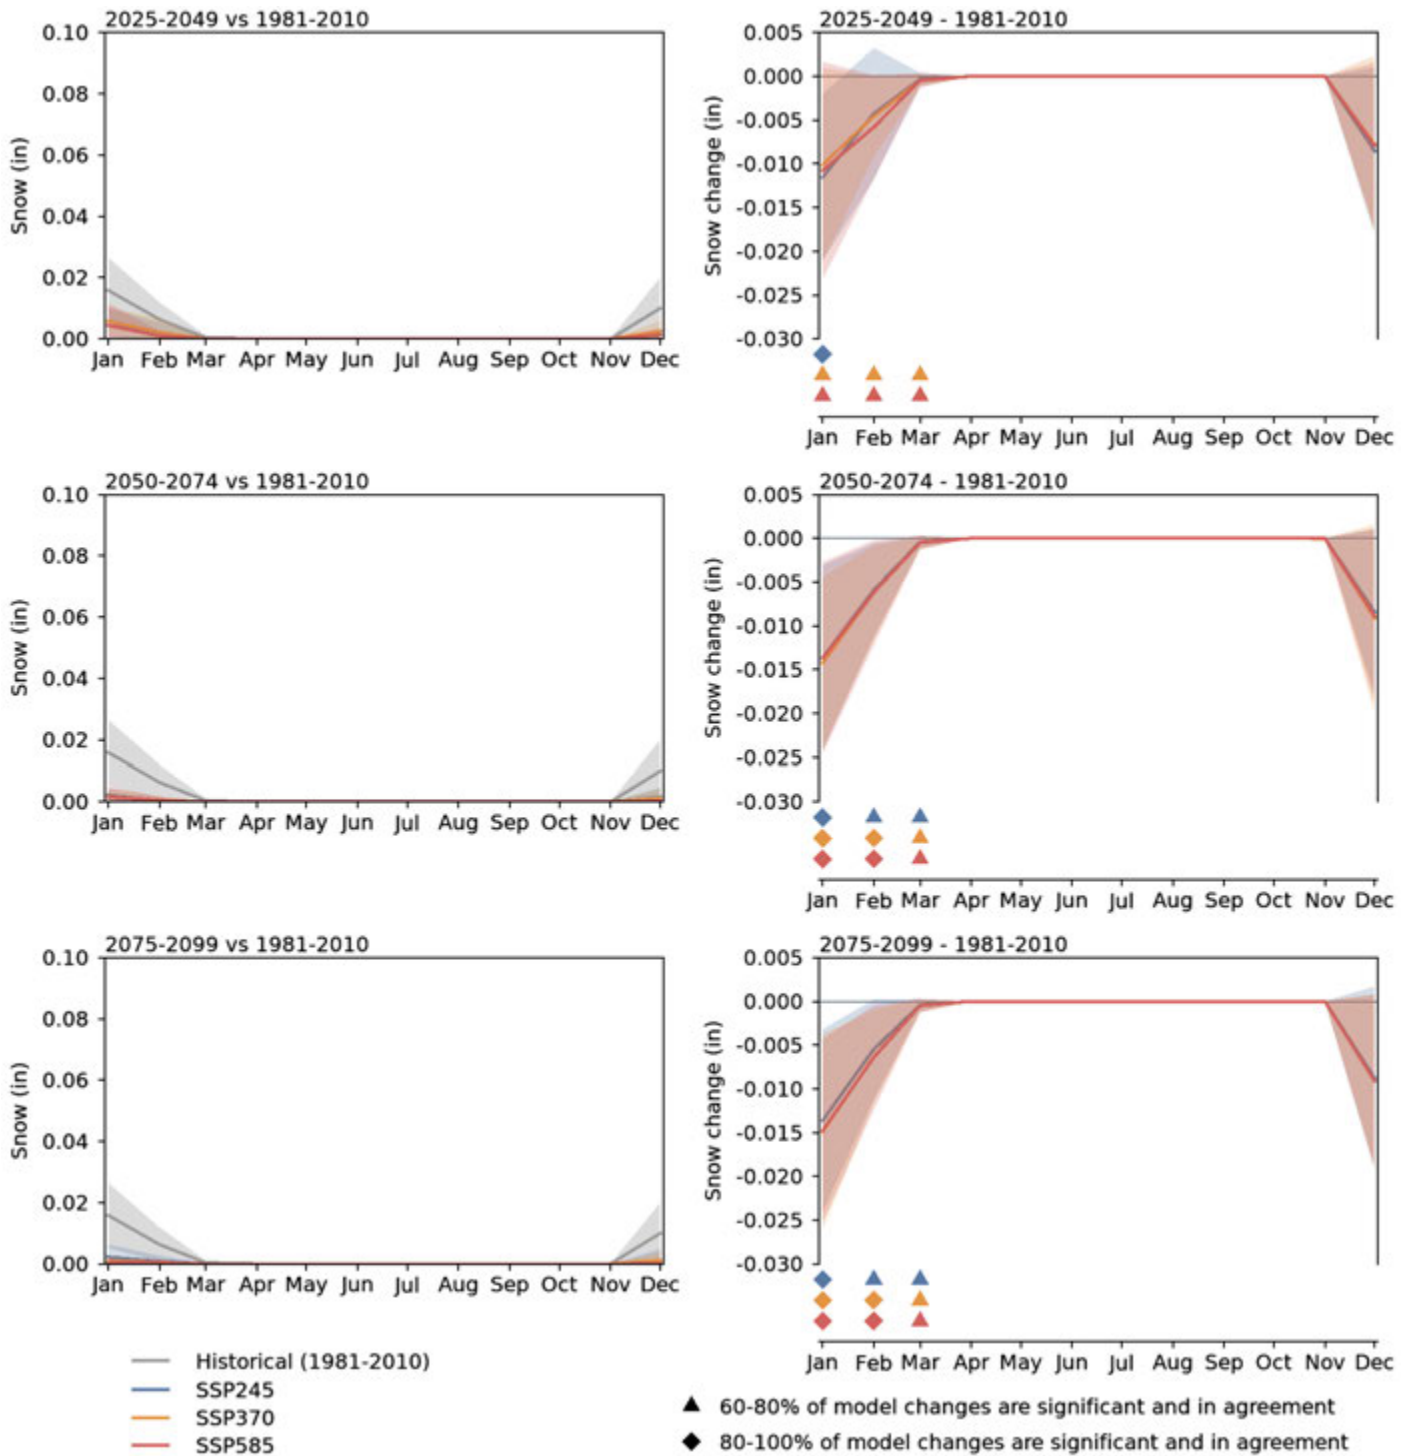 2025-2049 vs 1981-2010
0.10
0.08
0.06
0.04
0.02
0.00
Snow (in)
Jan Feb Mar Apr May Jun Jul Aug Sep Oct Nov Dec
2025-2049 - 1981-2010
0.005
0.000
-0.005
-0.010
-0.015
-0.020
-0.025
-0.030
Snow change (in)
Jan Feb Mar Apr May Jun Jul Aug Sep Oct Nov Dec
2050-2074 vs 1981-2010
0.10
0.08
0.06
0.04
0.02
0.00
Snow (in)
Jan Feb Mar Apr May Jun Jul Aug Sep Oct Nov Dec
2050-2074 - 1981-2010
0.005
0.000
-0.005
-0.010
-0.015
-0.020
-0.025
-0.030
Snow change (in)
Jan Feb Mar Apr May Jun Jul Aug Sep Oct Nov Dec
2075-2099 vs 1981-2010
0.10
0.08
0.06
0.04
0.02
0.00
Snow (in)
Jan Feb Mar Apr May Jun Jul Aug Sep Oct Nov Dec
2075-2099 - 1981-2010
0.005
0.000
-0.005
-0.010
-0.015
-0.020
-0.025
-0.030
Snow change (in)
Jan Feb Mar Apr May Jun Jul Aug Sep Oct Nov Dec
Historical (1981-2010)
SSP245
SSP370
SSP585
60-80% of model changes are significant and in agreement
80-100% of model changes are significant and in agreement